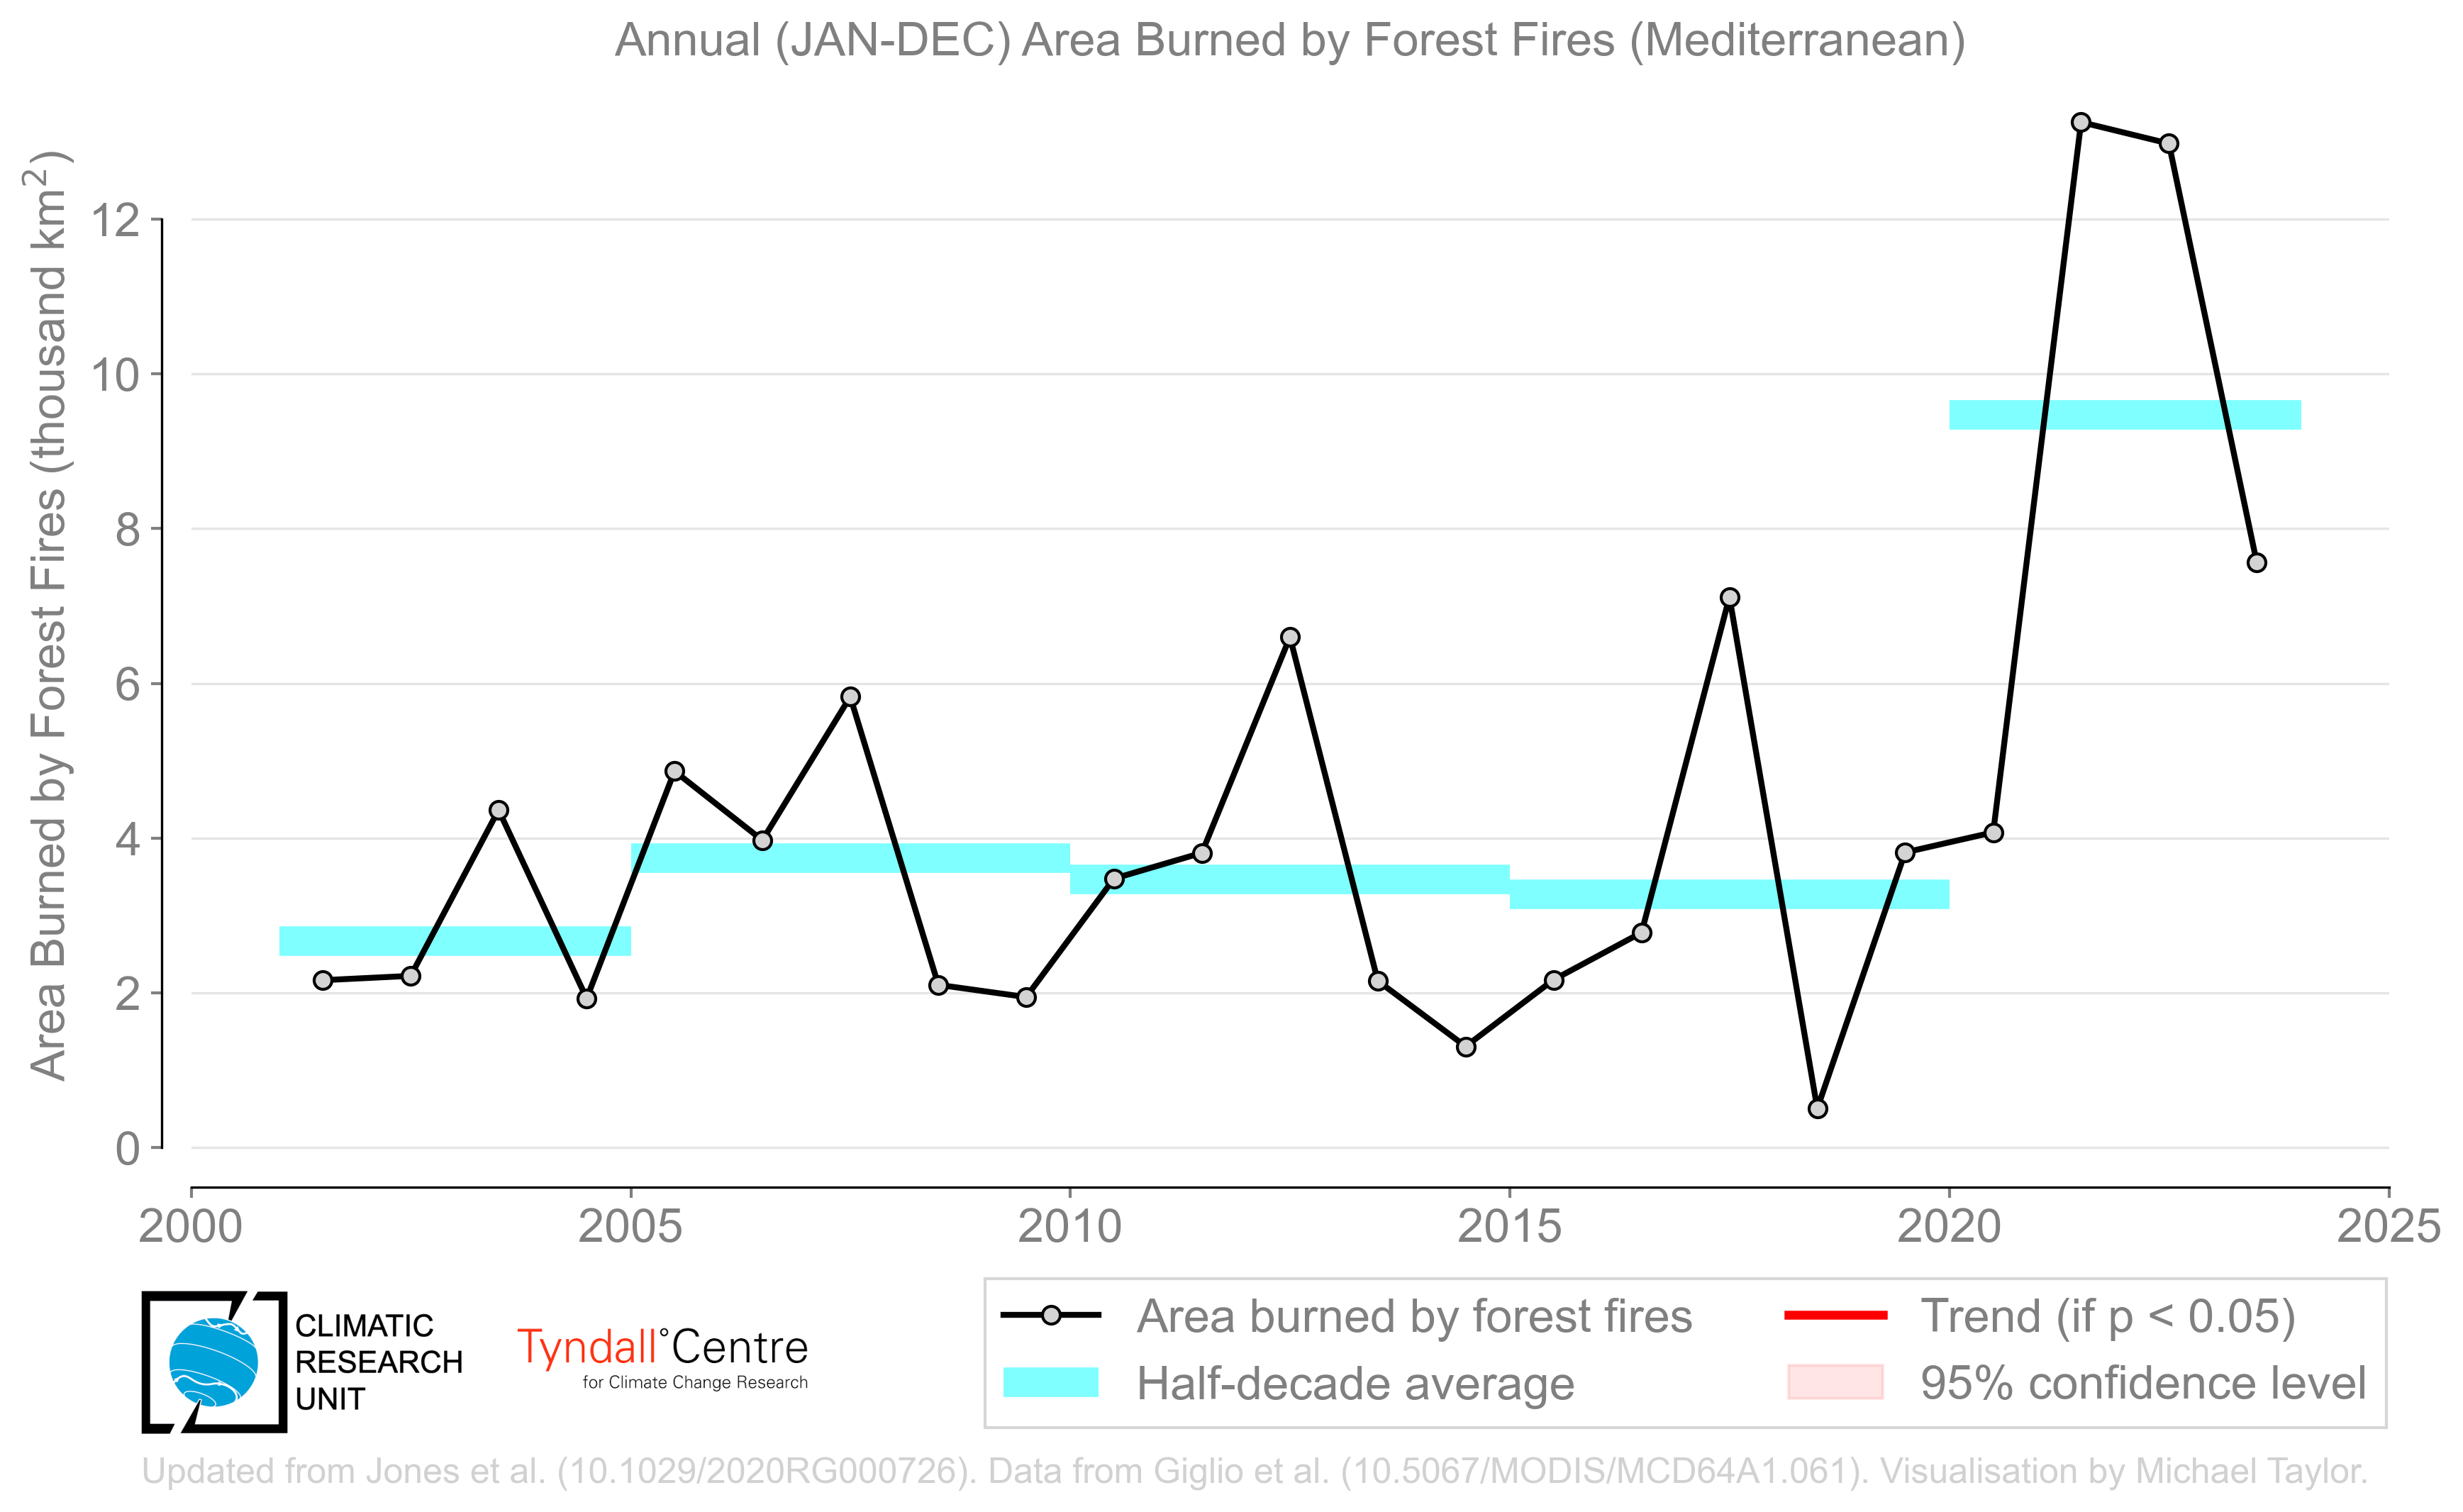 Annual (JAN-DEC) Area Burned by Forest Fires (Mediterranean)
Area Burned by Forest Fires (thousand km²)
12
10
8
6
4
2
0
2000
2005
2010
2015
2020
2025
CLIMATIC
RESEARCH
UNIT
Tyndall°Centre
for Climate Change Research
Area burned by forest fires
Half-decade average
Trend (if p < 0.05)
95% confidence level
Updated from Jones et al. (10.1029/2020RG000726). Data from Giglio et al. (10.5067/MODIS/MCD64A1.061). Visualisation by Michael Taylor.